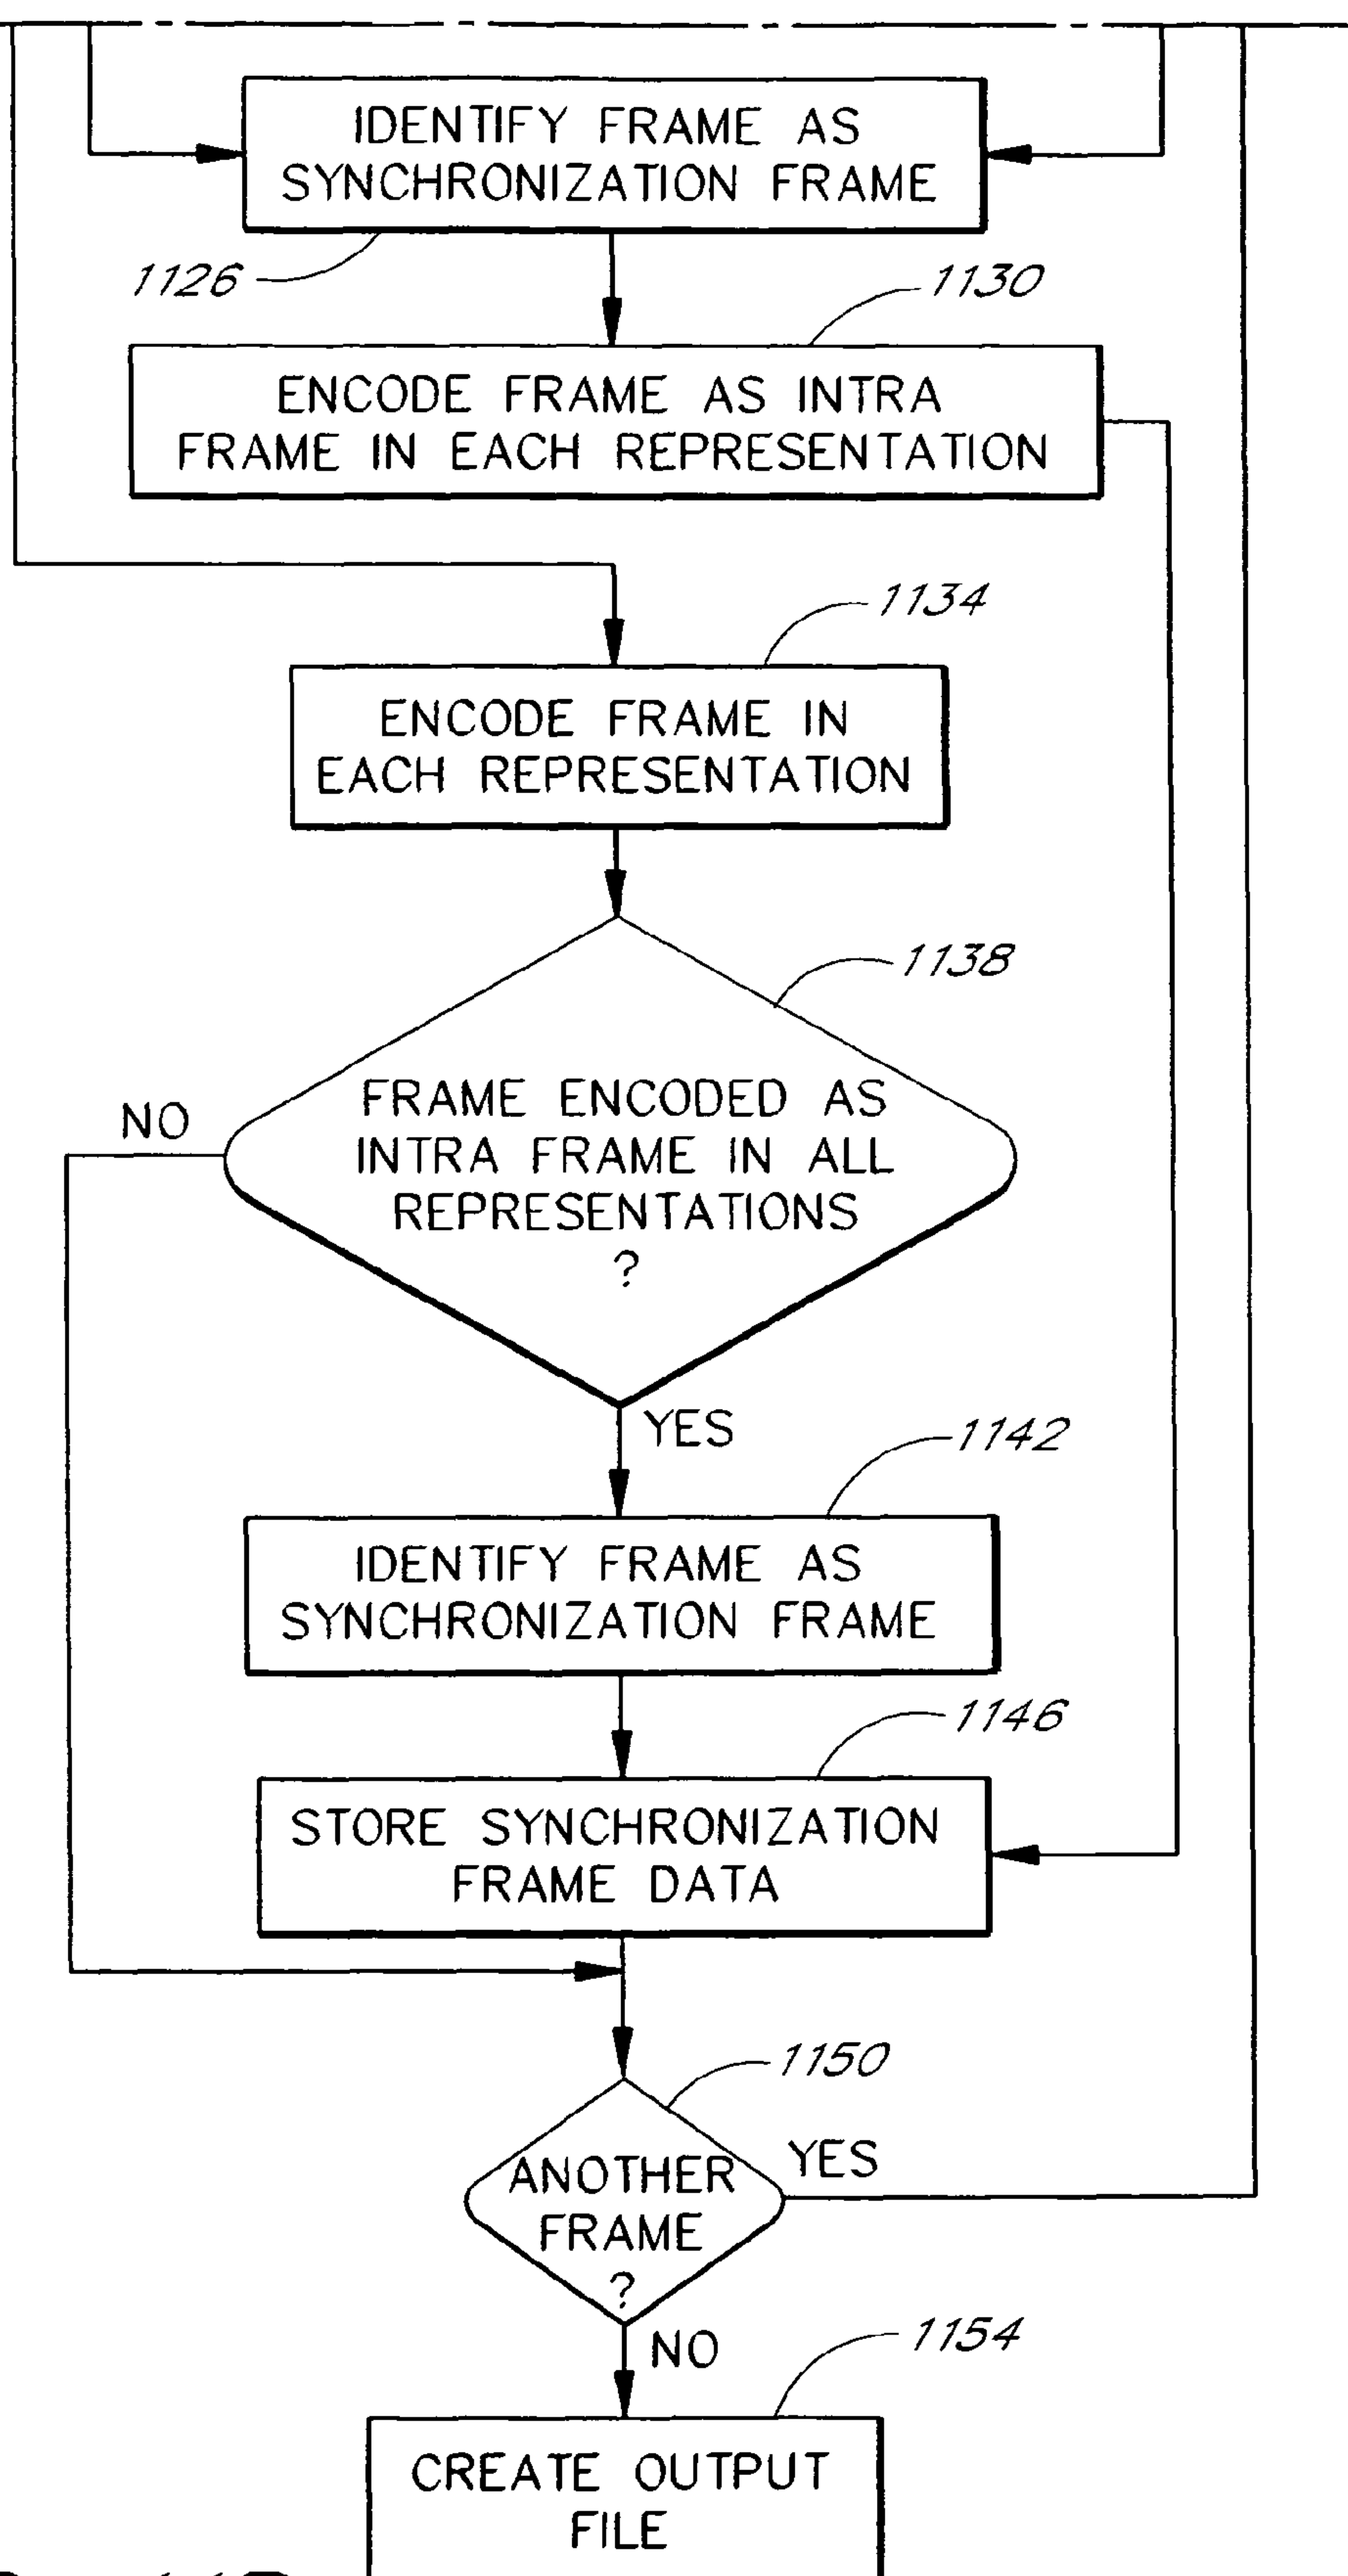 IDENTIFY FRAME AS
SYNCHRONIZATION FRAME
1126
1130
ENCODE FRAME AS INTRA
FRAME IN EACH REPRESENTATION
1134
ENCODE FRAME IN
EACH REPRESENTATION
1138
FRAME ENCODED AS
INTRA FRAME IN ALL
REPRESENTATIONS
?
NO
YES
1142
IDENTIFY FRAME AS
SYNCHRONIZATION FRAME
1146
STORE SYNCHRONIZATION
FRAME DATA
1150
ANOTHER
FRAME
?
YES
NO
1154
CREATE OUTPUT
FILE